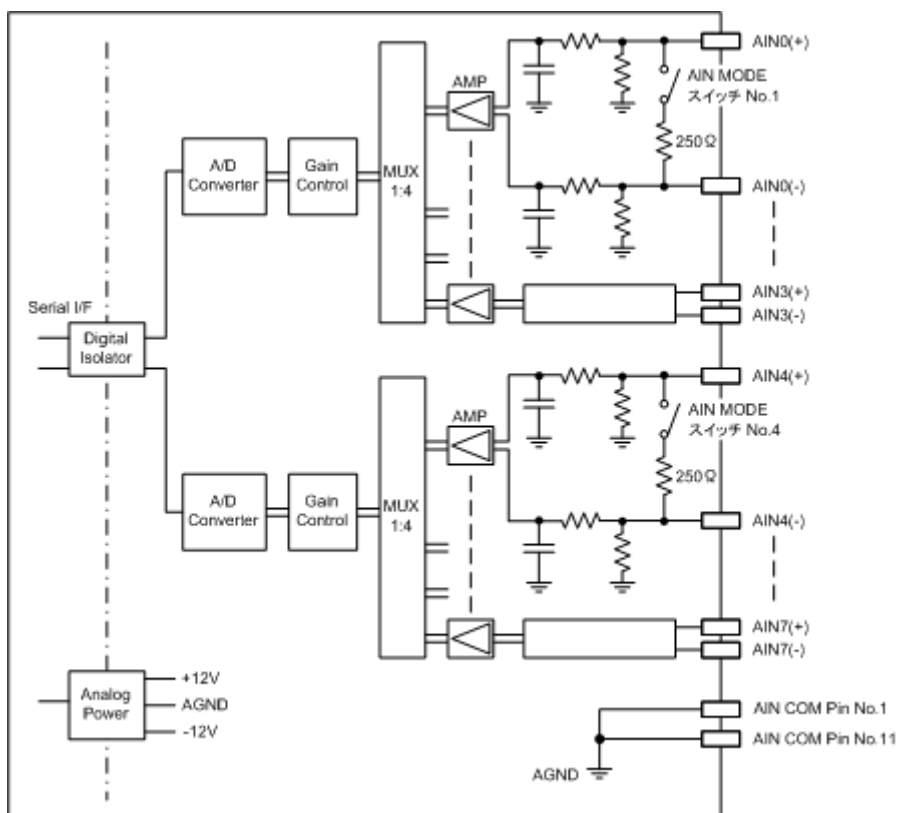 AIN0(+)
AMP
AIN MODE
スイッチ No.1
250Ω
A/D
Converter
Gain
Control
MUX
1:4
AIN0(-)
AIN3(+)
AIN3(-)
Serial I/F
Digital
Isolator
AIN4(+)
AMP
AIN MODE
スイッチ No.4
250Ω
A/D
Converter
Gain
Control
MUX
1:4
AIN4(-)
AIN7(+)
AIN7(-)
Analog
Power
+12V
AGND
-12V
AIN COM Pin No.1
AIN COM Pin No.11
AGND